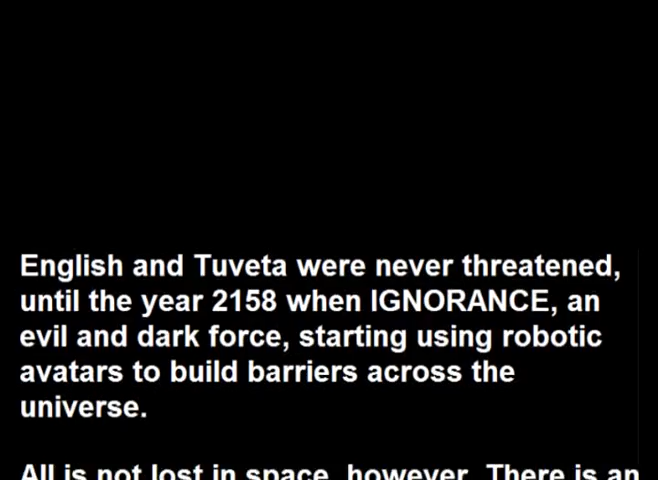 English and Tuveta were never threatened,
until the year 2158 when IGNORANCE, an
evil and dark force, starting using robotic
avatars to build barriers across the
universe.
All is not lost in space, however. There is an